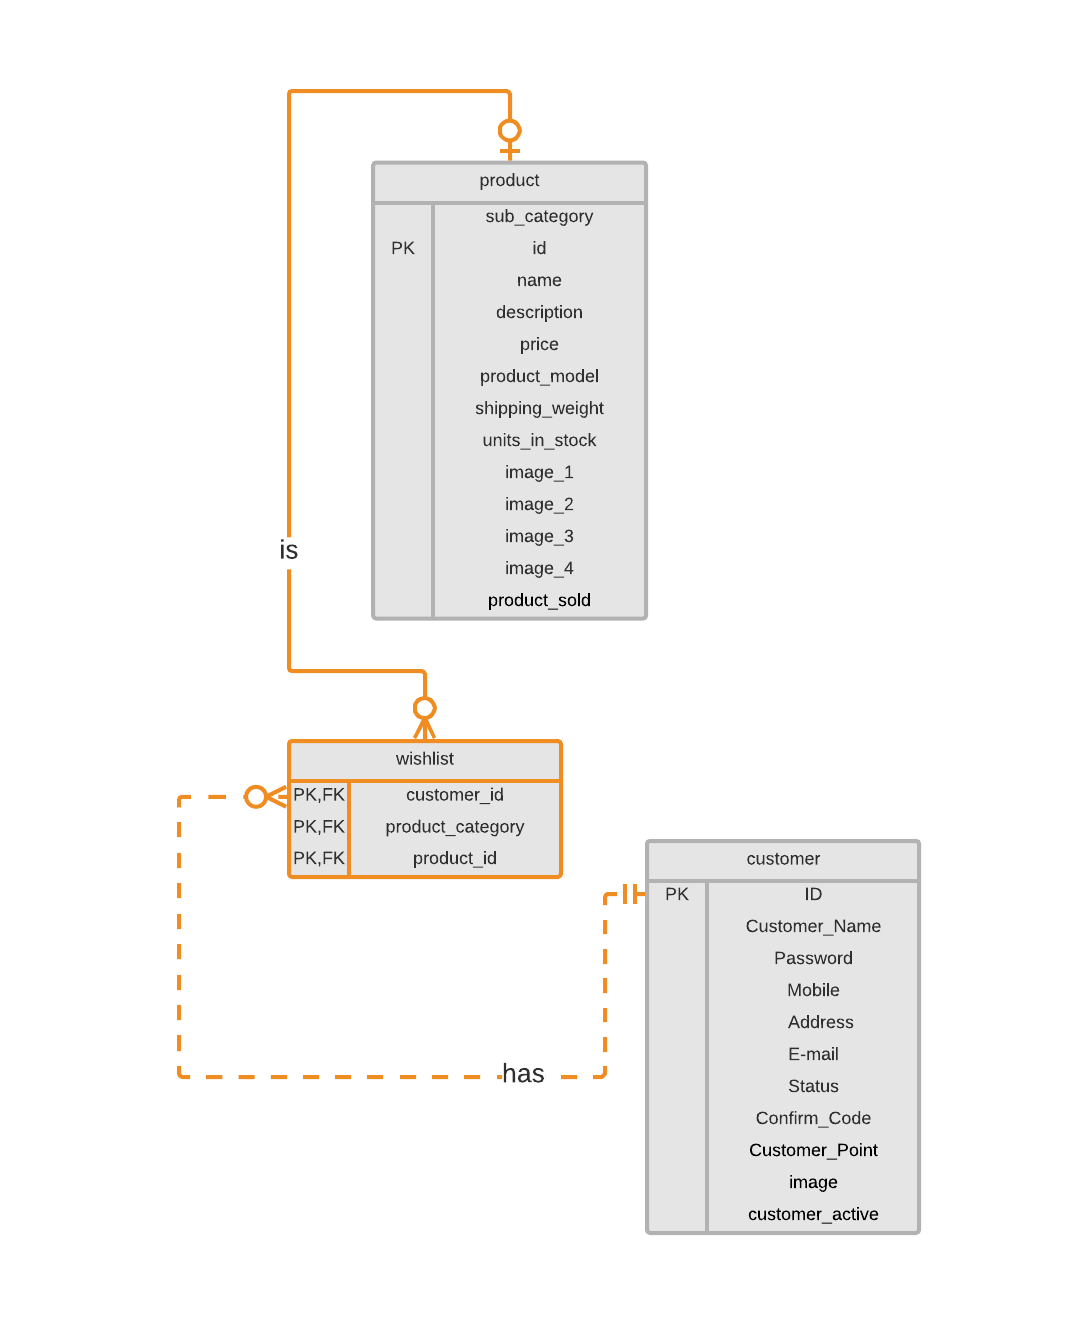 product
sub_category
PK id
name
description
price
product_model
shipping_weight
units_in_stock
image_1
image_2
image_3
image_4
product_sold
is
wishlist
PK,FK customer_id
PK,FK product_category
PK,FK product_id
customer
PK ID
Customer_Name
Password
Mobile
Address
E-mail
Status
Confirm_Code
Customer_Point
image
customer_active
has